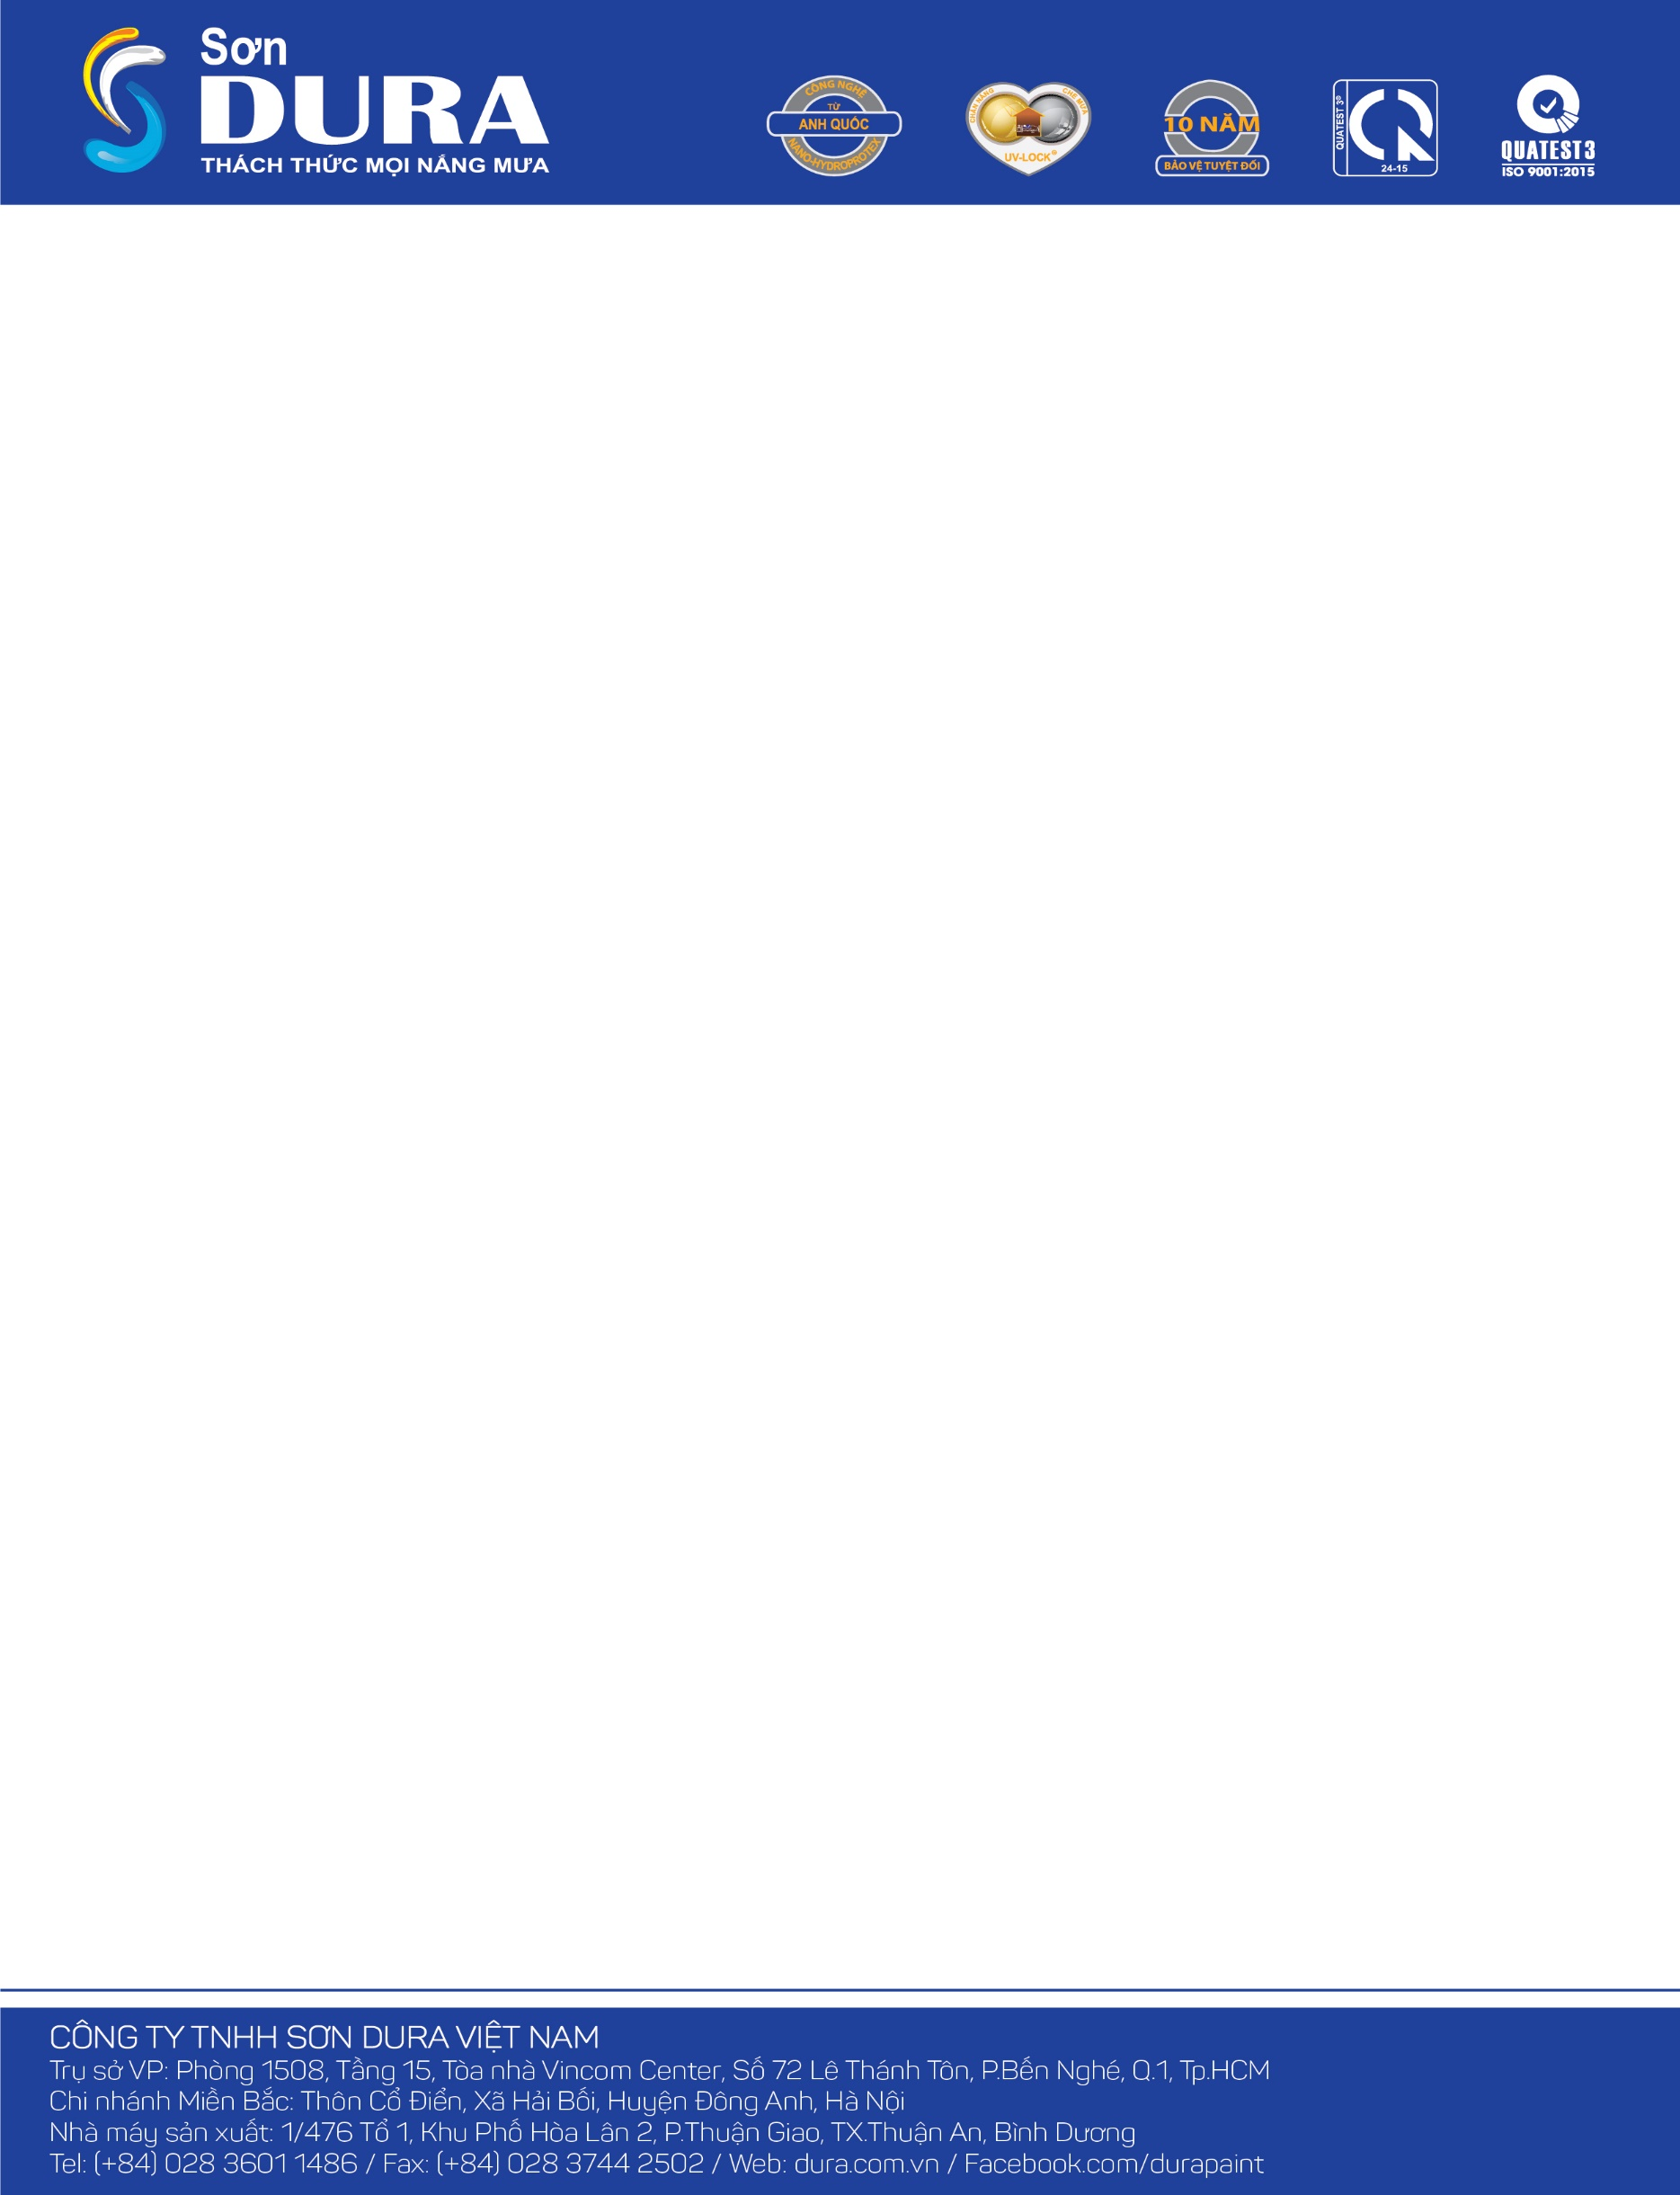 Sơn
DURA
THÁCH THỨC MỌI NẮNG MƯA
CÔNG NGHỆ
TỪ
ANH QUỐC
NANO-HYDROPROTEX
CHẮN NẮNG
CHE MƯA
UV-LOCK®
10 NĂM
BẢO VỆ TUYỆT ĐỐI
QUATEST 3®
24-15
QUATEST 3
ISO 9001:2015
CÔNG TY TNHH SƠN DURA VIỆT NAM
Trụ sở VP: Phòng 1508, Tầng 15, Tòa nhà Vincom Center, Số 72 Lê Thánh Tôn, P.Bến Nghé, Q.1, Tp.HCM
Chi nhánh Miền Bắc: Thôn Cổ Điển, Xã Hải Bối, Huyện Đông Anh, Hà Nội
Nhà máy sản xuất: 1/476 Tổ 1, Khu Phố Hòa Lân 2, P.Thuận Giao, TX.Thuận An, Bình Dương
Tel: (+84) 028 3601 1486 / Fax: (+84) 028 3744 2502 / Web: dura.com.vn / Facebook.com/durapaint